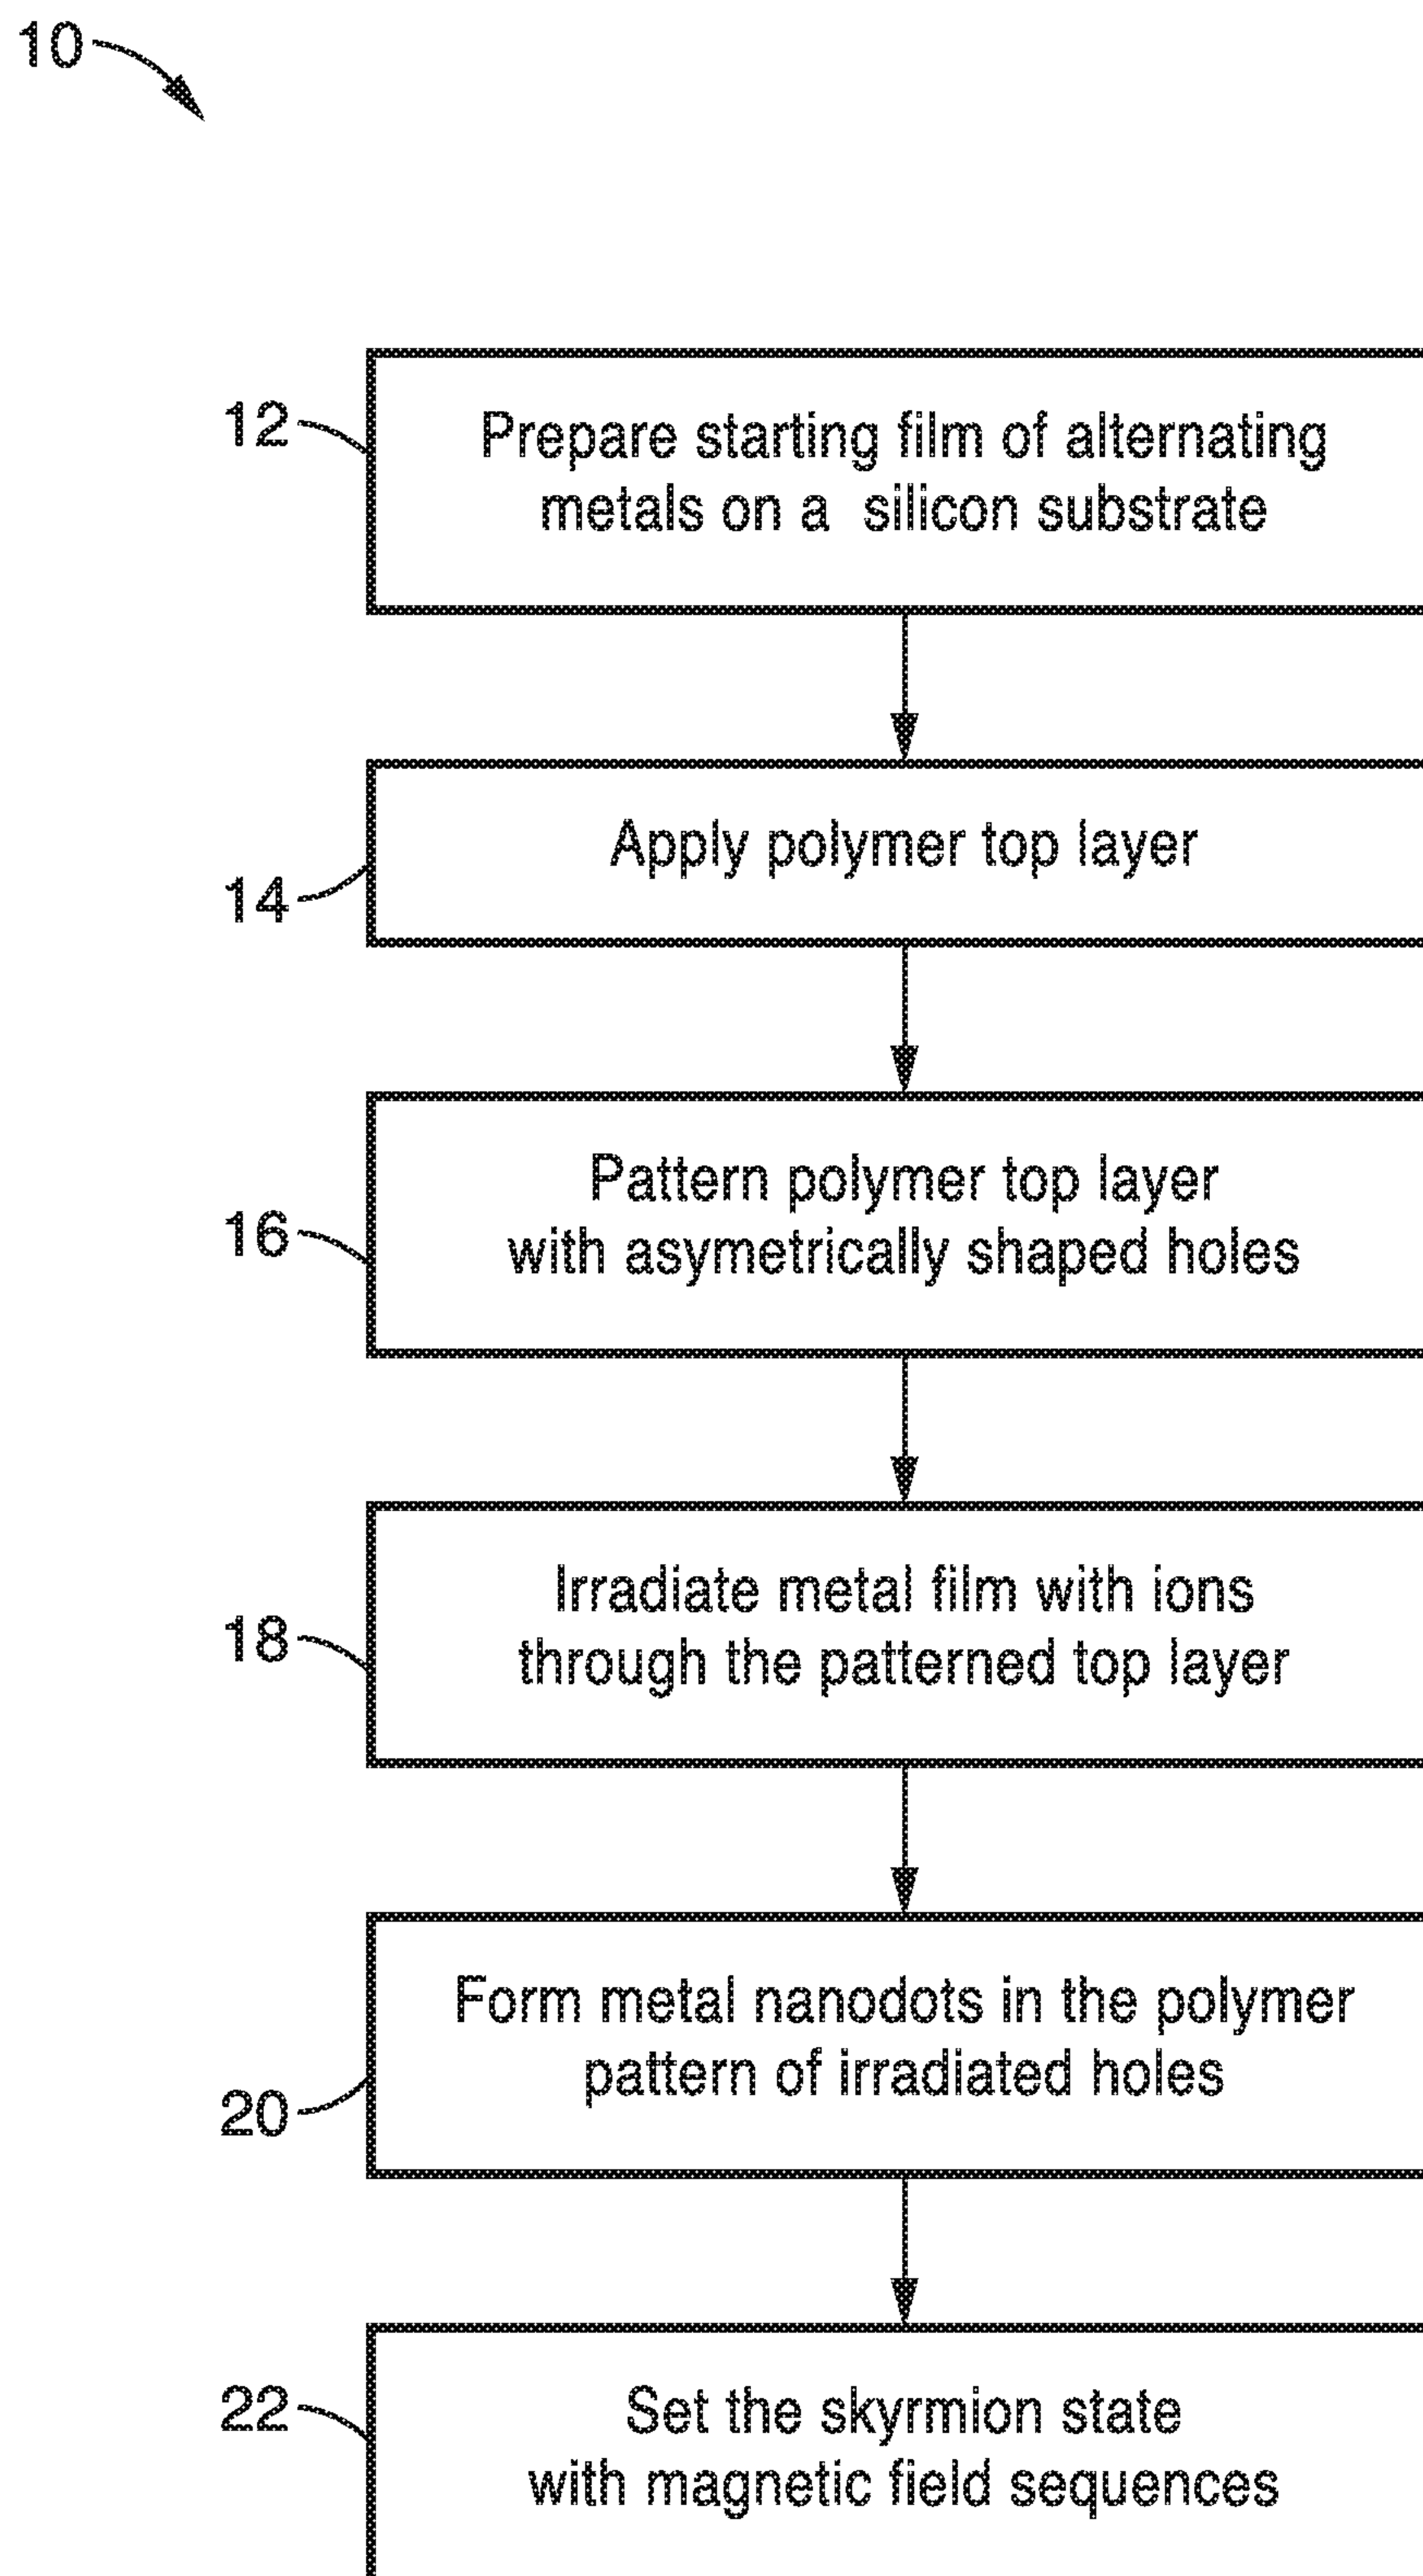 10
12
Prepare starting film of alternating
metals on a silicon substrate
14
Apply polymer top layer
16
Pattern polymer top layer
with asymetrically shaped holes
18
Irradiate metal film with ions
through the patterned top layer
20
Form metal nanodots in the polymer
pattern of irradiated holes
22
Set the skyrmion state
with magnetic field sequences